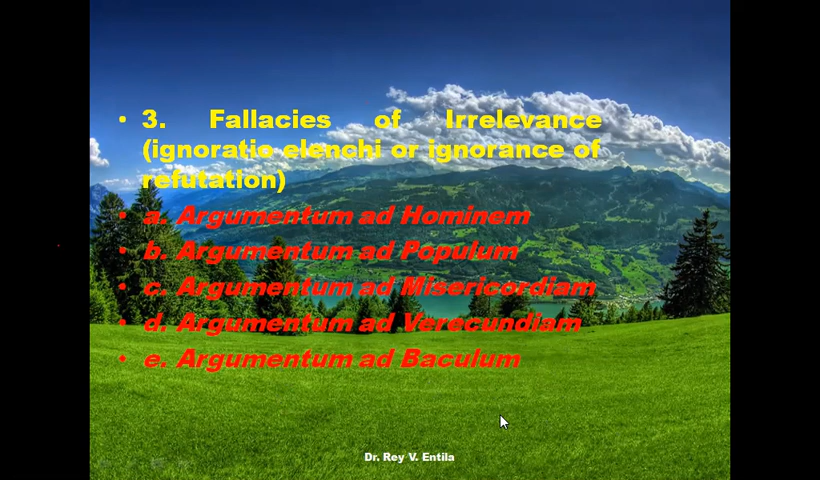 • 3. Fallacies of Irrelevance
(ignoratio elenchi or ignorance of
refutation)
• a. Argumentum ad Hominem
• b. Argumentum ad Populum
• c. Argumentum ad Misericordiam
• d. Argumentum ad Verecundiam
• e. Argumentum ad Baculum
Dr. Rey V. Entila